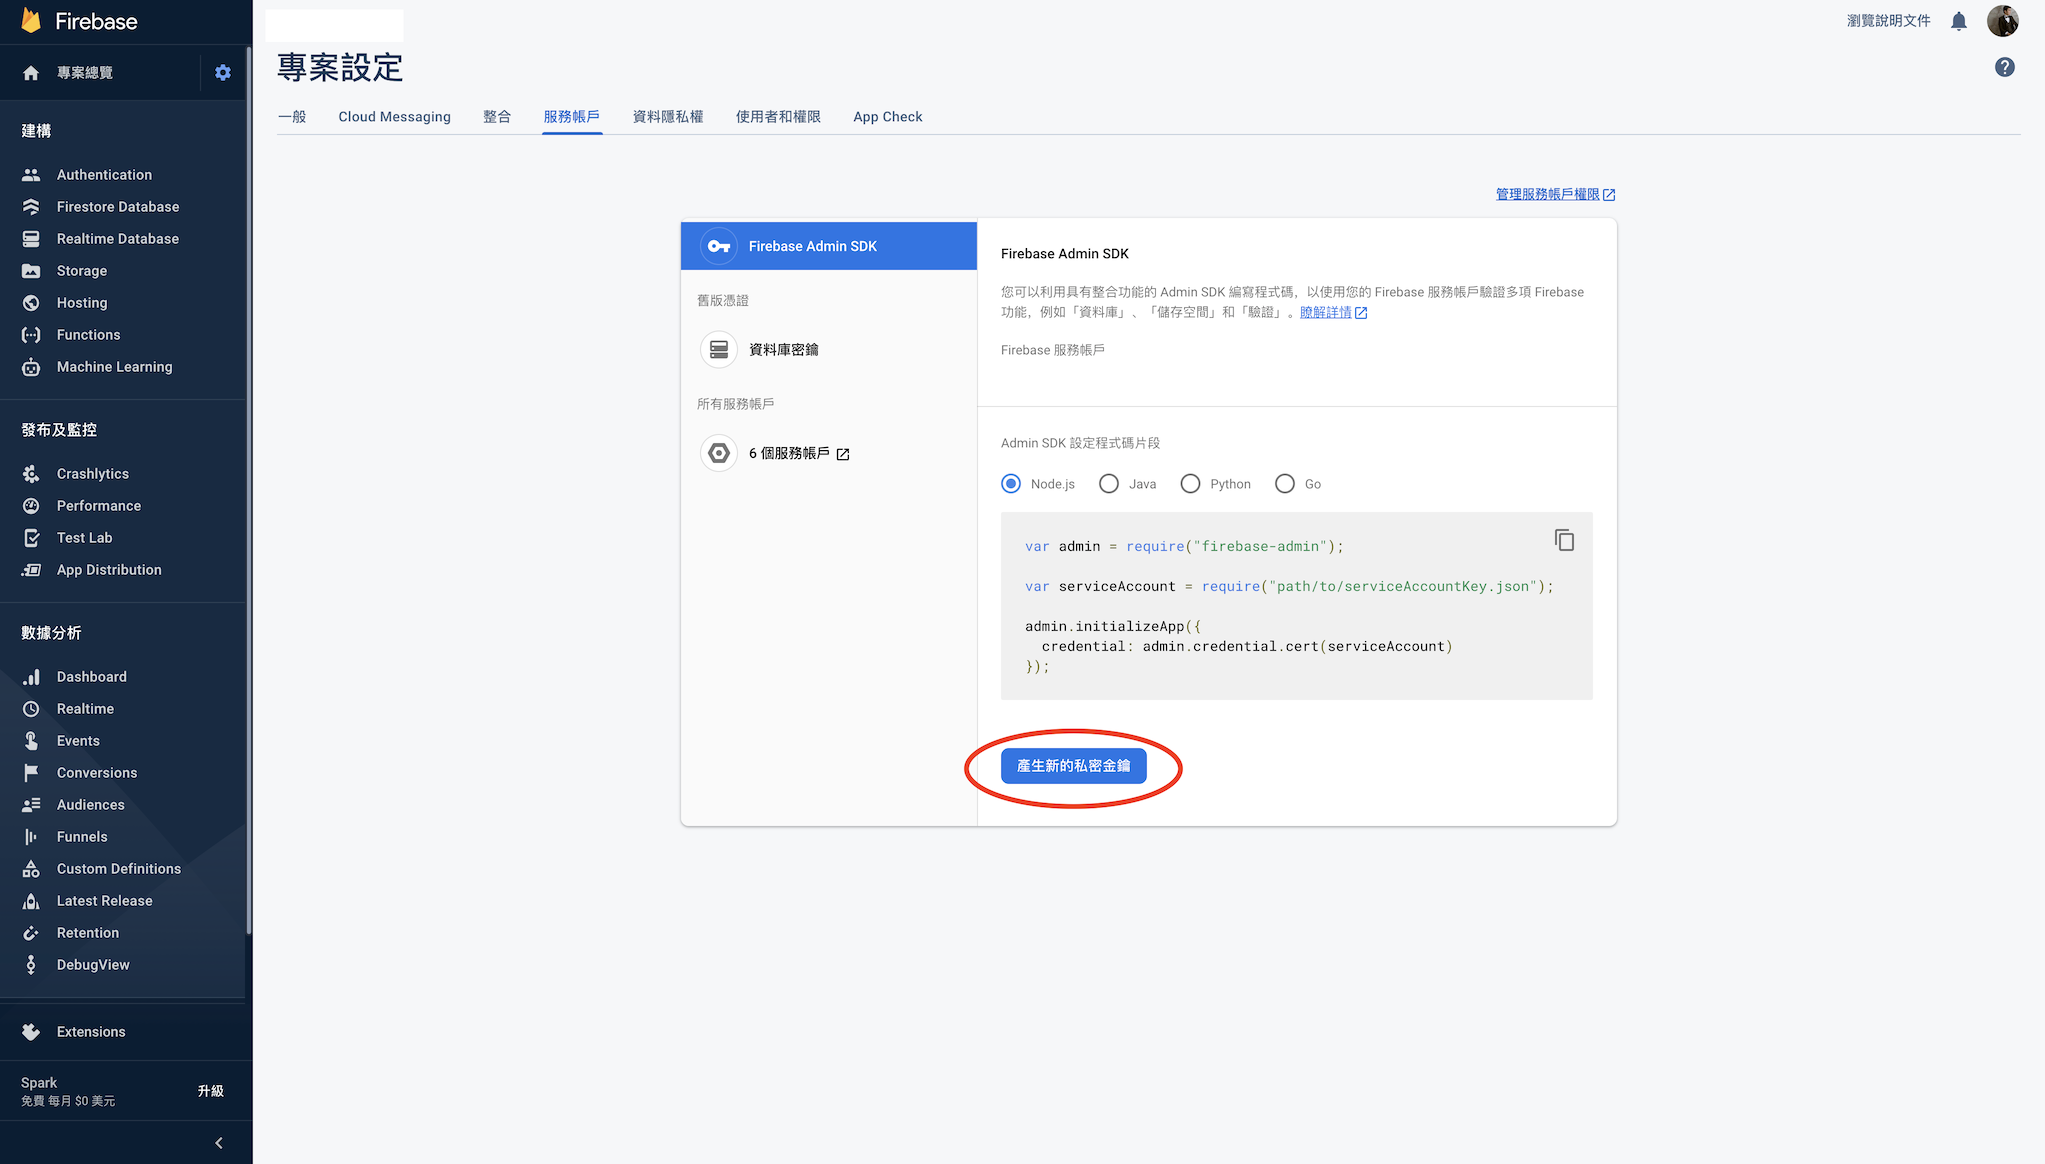 Firebase
專案總覽
建構
Authentication
Firestore Database
Realtime Database
Storage
Hosting
Functions
Machine Learning
發布及監控
Crashlytics
Performance
Test Lab
App Distribution
數據分析
Dashboard
Realtime
Events
Conversions
Audiences
Funnels
Custom Definitions
Latest Release
Retention
DebugView
Extensions
Spark
免費 每月 $0 美元
升級
瀏覽說明文件
專案設定
一般 Cloud Messaging 整合 服務帳戶 資料隱私權 使用者和權限 App Check
管理服務帳戶權限
Firebase Admin SDK
舊版憑證
資料庫密鑰
所有服務帳戶
6 個服務帳戶
Firebase Admin SDK
您可以利用具有整合功能的 Admin SDK 編寫程式碼，以使用您的 Firebase 服務帳戶驗證多項 Firebase
功能，例如「資料庫」、「儲存空間」和「驗證」。瞭解詳情
Firebase 服務帳戶
Admin SDK 設定程式碼片段
Node.js Java Python Go
var admin = require("firebase-admin");
var serviceAccount = require("path/to/serviceAccountKey.json");
admin.initializeApp({
  credential: admin.credential.cert(serviceAccount)
});
產生新的私密金鑰